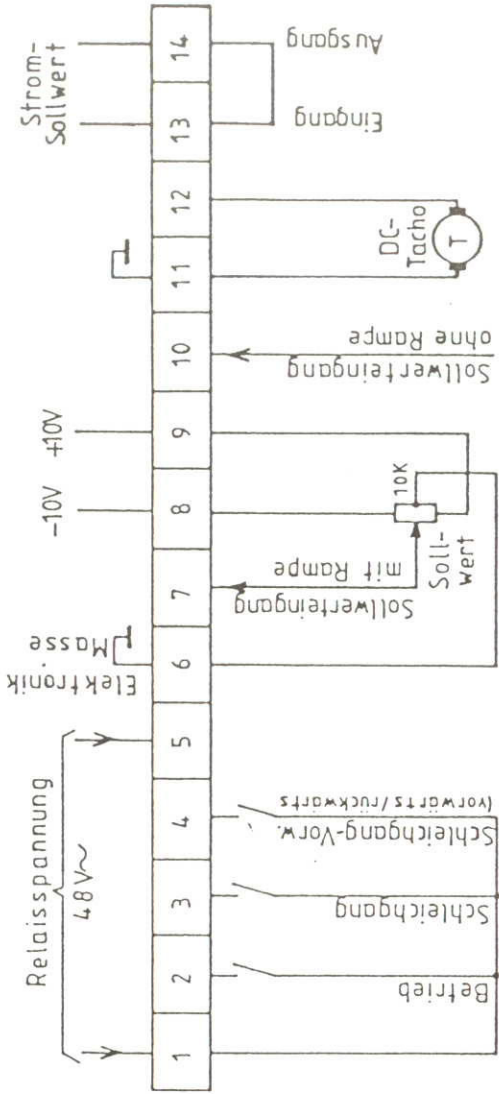 Relaisspannung
48V~
Elektronik
Masse
-10V
+10V
Strom-
Sollwert
1
2
3
4
5
6
7
8
9
10
11
12
13
14
Betrieb
Schleichgang
Schleichgang-Vorw.
(vorwärts/rückwärts
Sollwerteingang
mit Rampe
10K
Soll-
wert
Sollwerteingang
ohne Rampe
DC-
Tacho
T
Eingang
Ausgang